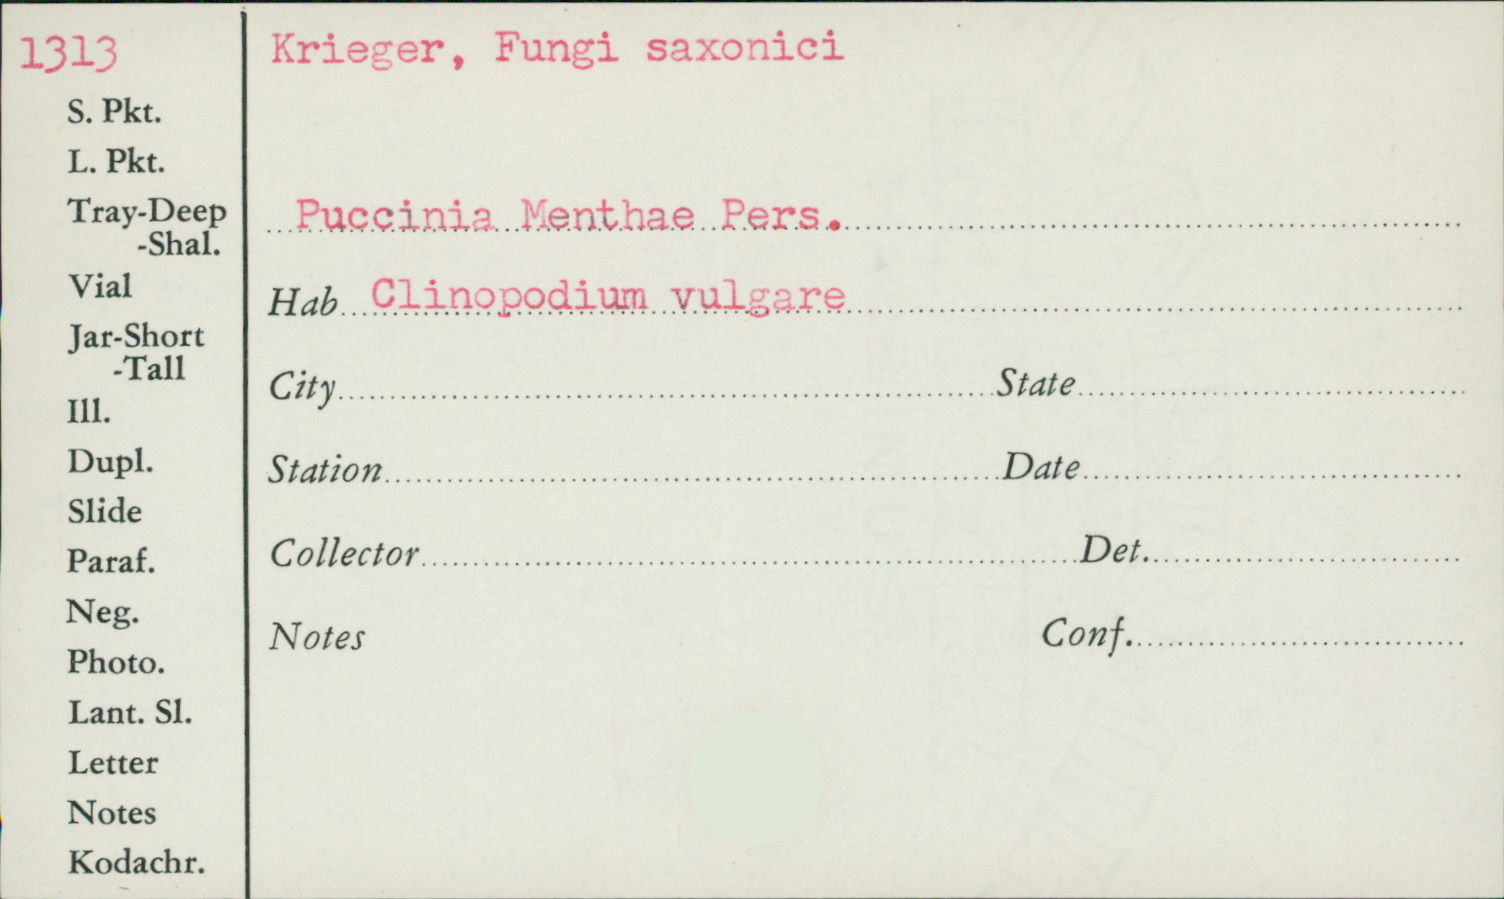 1313
Krieger, Fungi saxonici
S. Pkt.
L. Pkt.
Tray-Deep
-Shal.
Vial
Jar-Short
-Tall
Ill.
Dupl.
Slide
Paraf.
Neg.
Photo.
Lant. Sl.
Letter
Notes
Kodachr.
Puccinia Menthae Pers.
Hab Clinopodium vulgare
City State
Station Date
Collector Det.
Notes Conf.